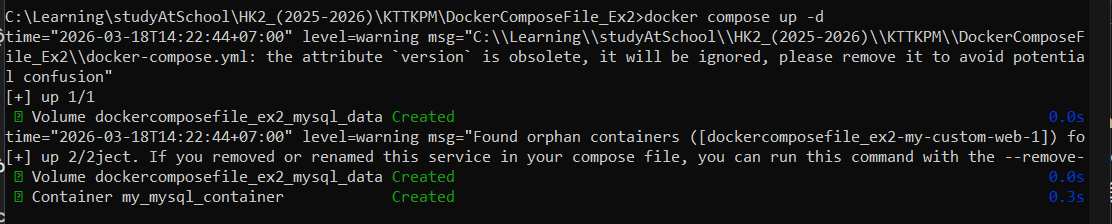 C:\Learning\studyAtSchool\HK2_(2025-2026)\KTTKPM\DockerComposeFile_Ex2>docker compose up -d
time="2026-03-18T14:22:44+07:00" level=warning msg="C:\\Learning\\studyAtSchool\\HK2_(2025-2026)\\KTTKPM\\DockerComposeF
ile_Ex2\\docker-compose.yml: the attribute `version` is obsolete, it will be ignored, please remove it to avoid potentia
l confusion"
[+] up 1/1
Volume dockercomposefile_ex2_mysql_data Created 0.0s
time="2026-03-18T14:22:44+07:00" level=warning msg="Found orphan containers ([dockercomposefile_ex2-my-custom-web-1]) fo
[+] up 2/2ject. If you removed or renamed this service in your compose file, you can run this command with the --remove-
Volume dockercomposefile_ex2_mysql_data Created 0.0s
Container my_mysql_container Created 0.3s